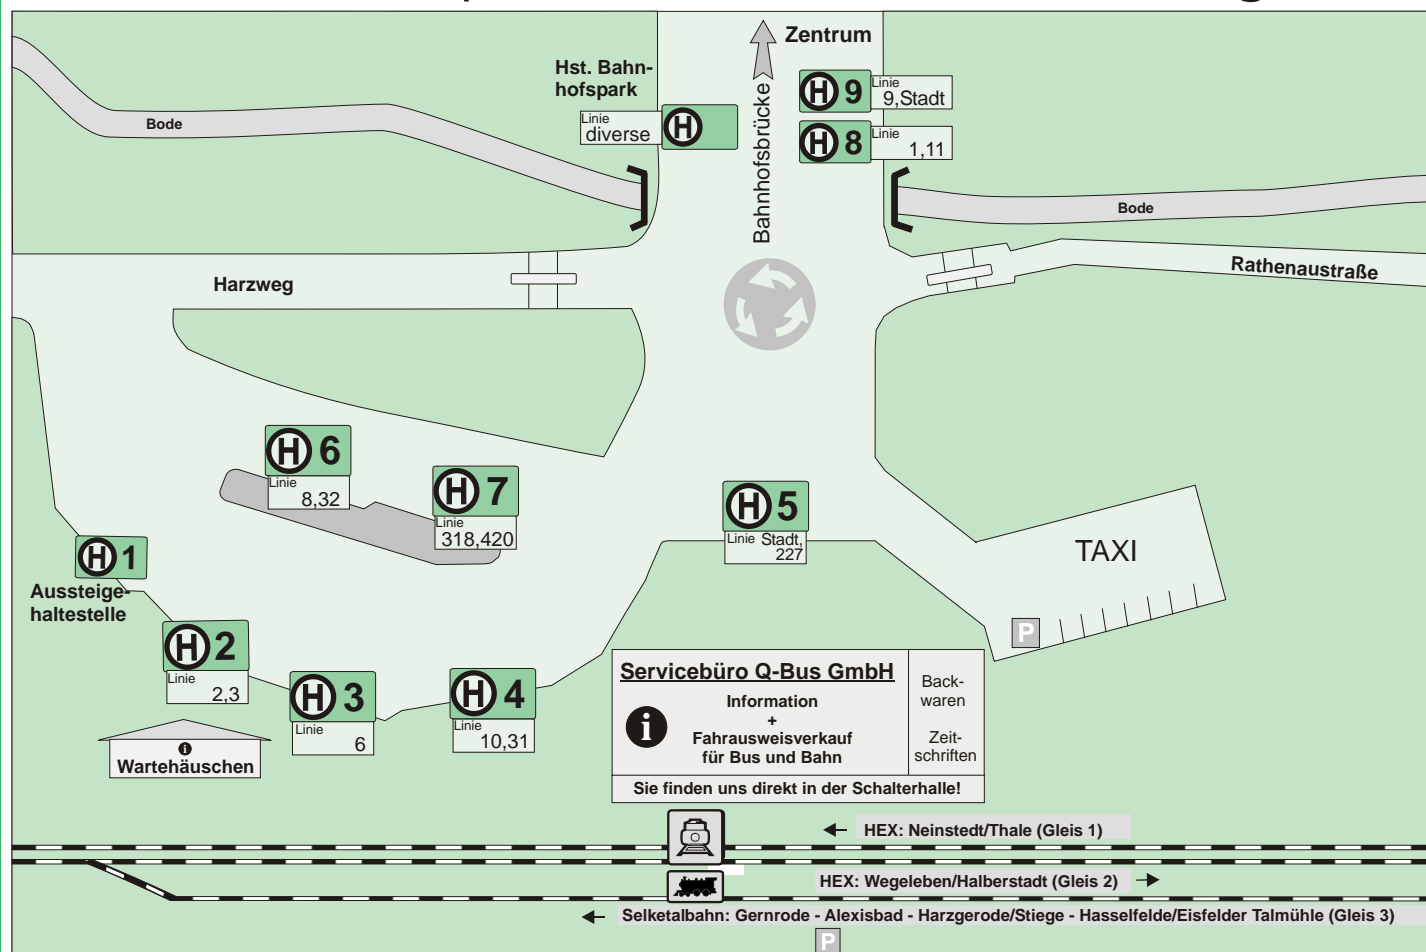 Zentrum
Hst. Bahn-
hofspark
Linie
diverse
H
H 9
Linie
9,Stadt
H 8
Linie
1,11
Bahnhofsbrücke
Bode
Bode
Harzweg
Rathenaustraße
H 6
Linie
8,32
H 7
Linie
318,420
H 5
Linie Stadt,
227
H 1
Aussteige-
haltestelle
TAXI
P
H 2
Linie
2,3
H 3
Linie
6
H 4
Linie
10,31
i
Wartehäuschen
Servicebüro Q-Bus GmbH
i
Information
+
Fahrausweisverkauf
für Bus und Bahn
Back-
waren
Zeit-
schriften
Sie finden uns direkt in der Schalterhalle!
HEX: Neinstedt/Thale (Gleis 1)
HEX: Wegeleben/Halberstadt (Gleis 2)
Selketalbahn: Gernrode - Alexisbad - Harzgerode/Stiege - Hasselfelde/Eisfelder Talmühle (Gleis 3)
P